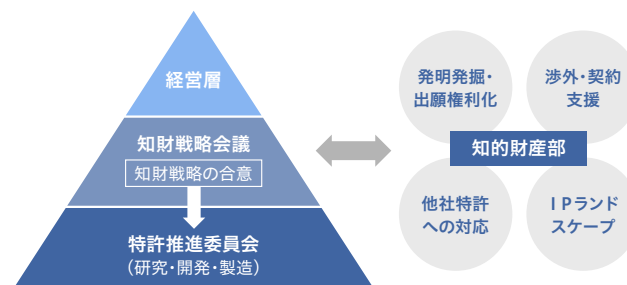 経営層
知財戦略会議
知財戦略の合意
特許推進委員会
（研究・開発・製造）
発明発掘・
出願権利化
渉外・契約
支援
知的財産部
他社特許
への対応
IPランド
スケープ